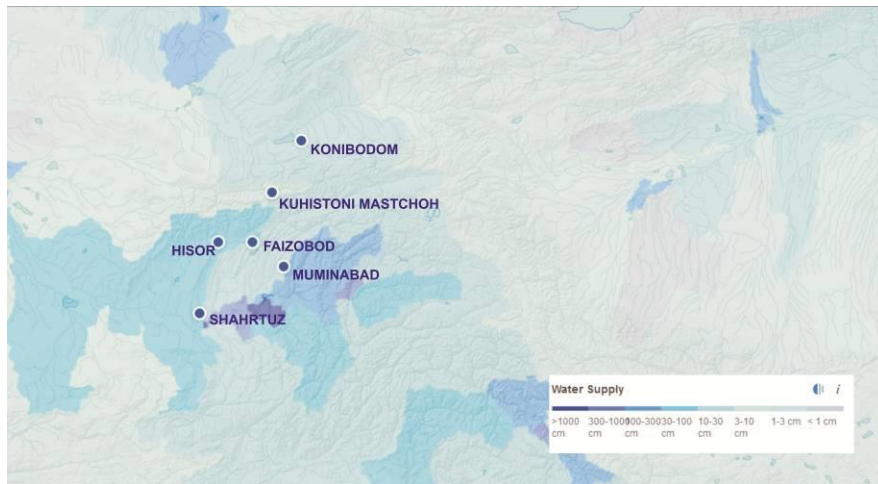 KONIBODOM
KUHISTONI MASTCHOH
HISOR
FAIZOBOD
MUMINABAD
SHAHRTUZ
Water Supply i
>1000 300-1000 100-300 30-100 10-30 3-10 1-3 cm < 1 cm
cm cm cm cm cm cm